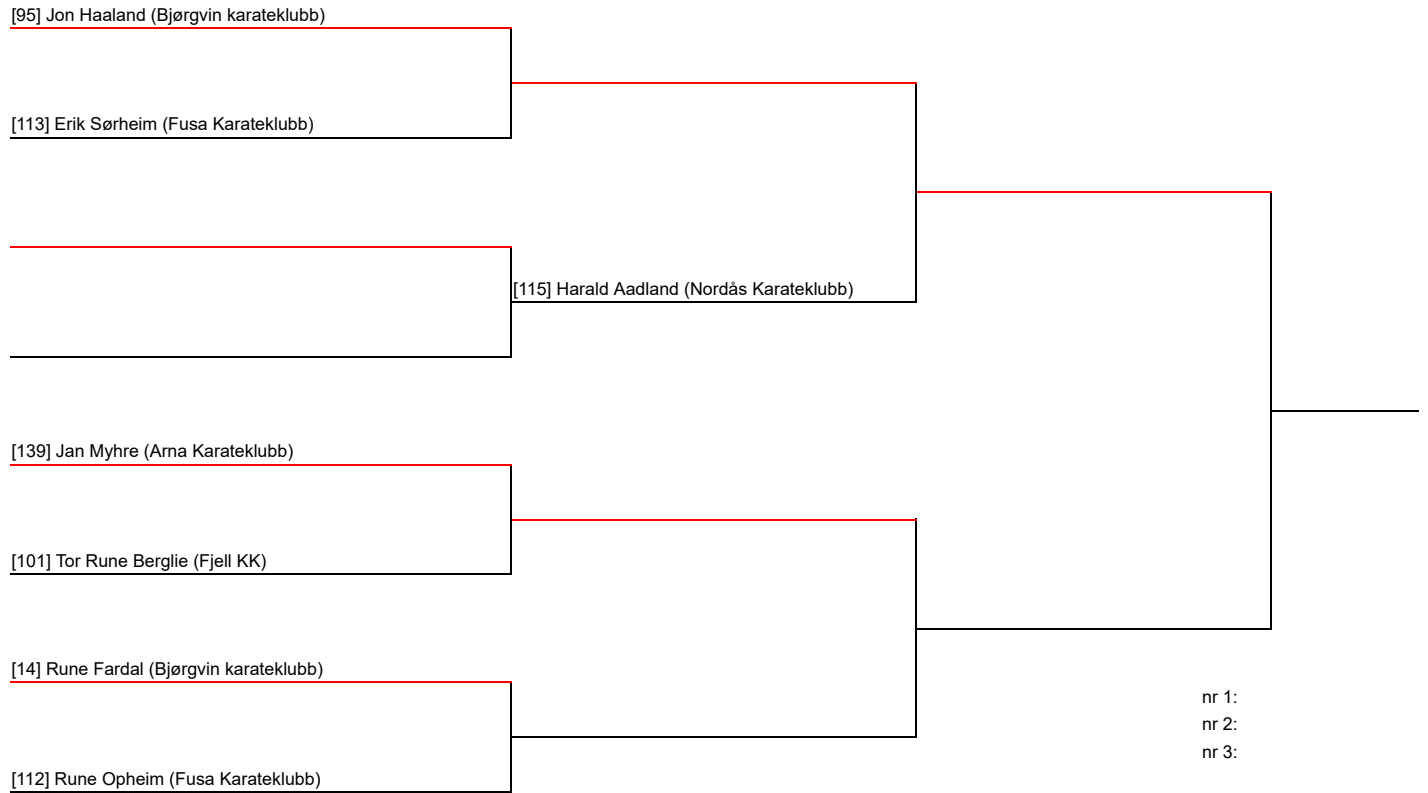 [95] Jon Haaland (Bjørgvin karateklubb)
[113] Erik Sørheim (Fusa Karateklubb)
[115] Harald Aadland (Nordås Karateklubb)
[139] Jan Myhre (Arna Karateklubb)
[101] Tor Rune Berglie (Fjell KK)
[14] Rune Fardal (Bjørgvin karateklubb)
[112] Rune Opheim (Fusa Karateklubb)
nr 1:
nr 2:
nr 3: